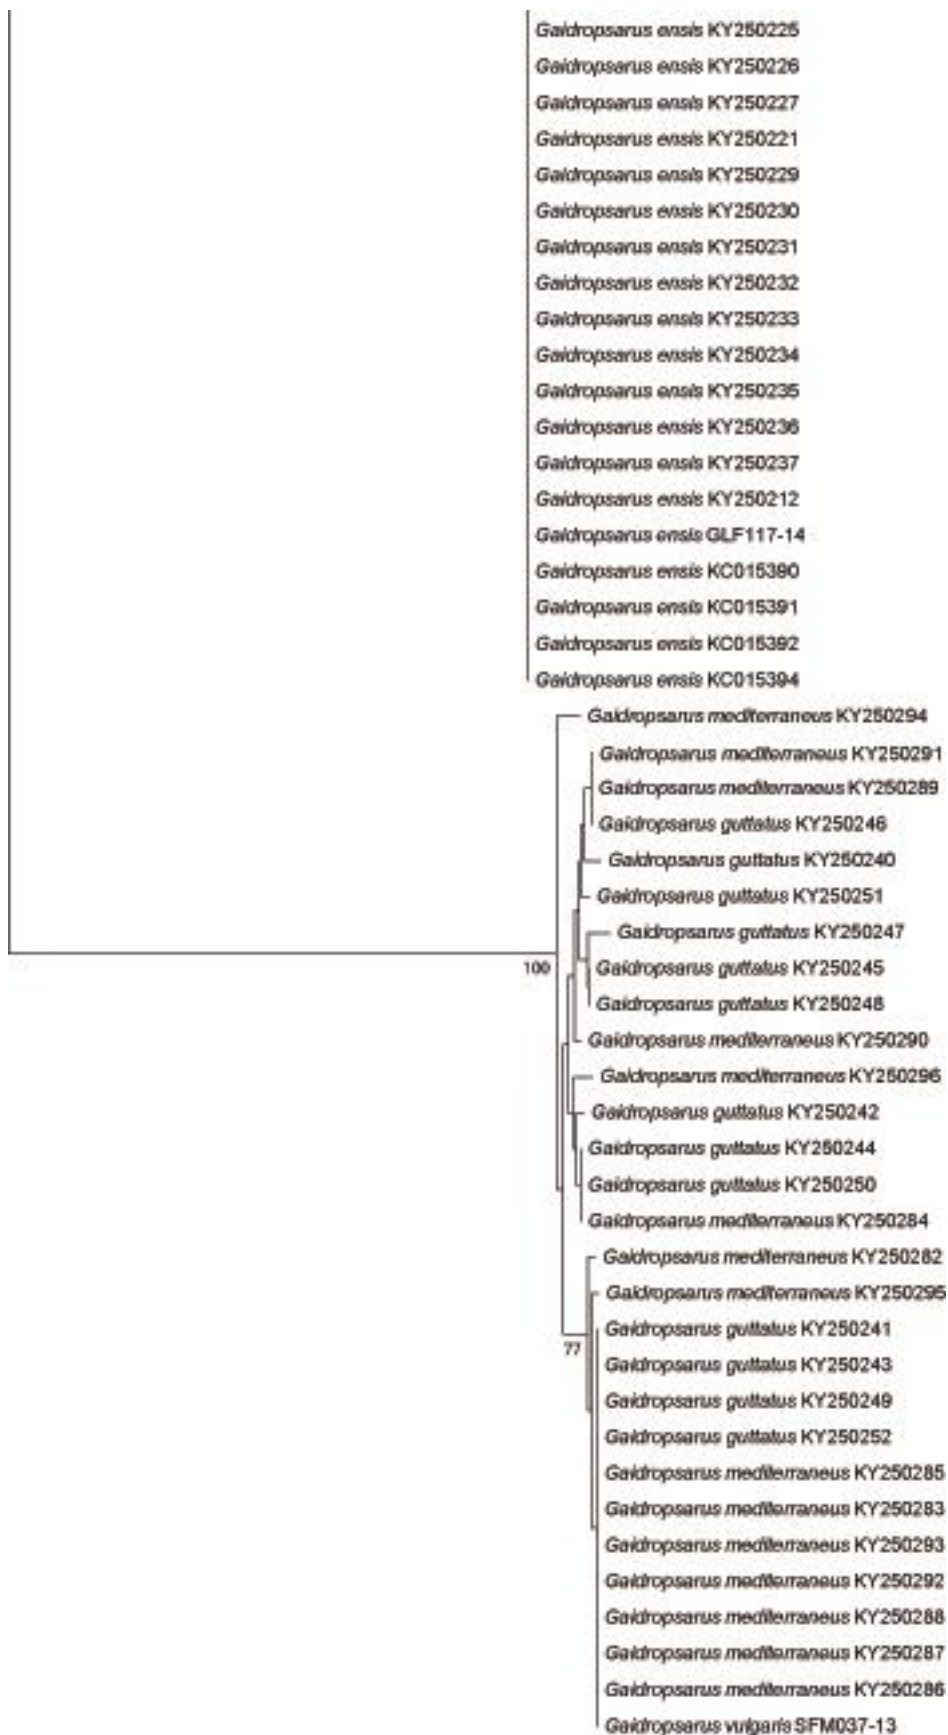 Gaidropsarus ensis KY250225
Gaidropsarus ensis KY250226
Gaidropsarus ensis KY250227
Gaidropsarus ensis KY250221
Gaidropsarus ensis KY250229
Gaidropsarus ensis KY250230
Gaidropsarus ensis KY250231
Gaidropsarus ensis KY250232
Gaidropsarus ensis KY250233
Gaidropsarus ensis KY250234
Gaidropsarus ensis KY250235
Gaidropsarus ensis KY250236
Gaidropsarus ensis KY250237
Gaidropsarus ensis KY250212
Gaidropsarus ensis GLF117-14
Gaidropsarus ensis KC015390
Gaidropsarus ensis KC015391
Gaidropsarus ensis KC015392
Gaidropsarus ensis KC015394
Gaidropsarus mediterraneus KY250294
Gaidropsarus mediterraneus KY250291
Gaidropsarus mediterraneus KY250289
Gaidropsarus guttatus KY250246
Gaidropsarus guttatus KY250240
Gaidropsarus guttatus KY250251
Gaidropsarus guttatus KY250247
100
Gaidropsarus guttatus KY250245
Gaidropsarus guttatus KY250248
Gaidropsarus mediterraneus KY250290
Gaidropsarus mediterraneus KY250296
Gaidropsarus guttatus KY250242
Gaidropsarus guttatus KY250244
Gaidropsarus guttatus KY250250
Gaidropsarus mediterraneus KY250284
Gaidropsarus mediterraneus KY250282
Gaidropsarus mediterraneus KY250295
Gaidropsarus guttatus KY250241
77
Gaidropsarus guttatus KY250243
Gaidropsarus guttatus KY250249
Gaidropsarus guttatus KY250252
Gaidropsarus mediterraneus KY250285
Gaidropsarus mediterraneus KY250283
Gaidropsarus mediterraneus KY250293
Gaidropsarus mediterraneus KY250292
Gaidropsarus mediterraneus KY250288
Gaidropsarus mediterraneus KY250287
Gaidropsarus mediterraneus KY250286
Gaidropsarus vulgaris SFM037-13